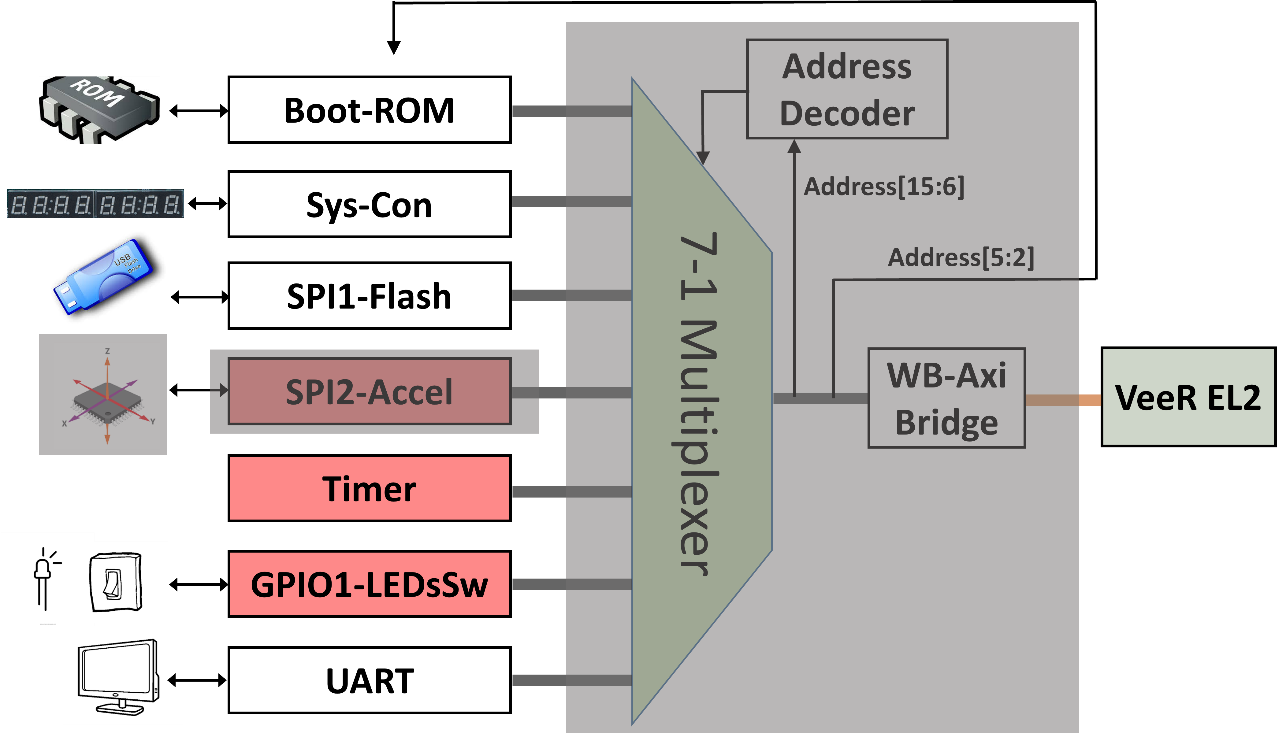 ROM
Boot-ROM
Sys-Con
USB
SPI1-Flash
Z
X
Y
SPI2-Accel
Timer
GPIO1-LEDsSw
UART
7-1 Multiplexer
Address
Decoder
Address[15:6]
Address[5:2]
WB-Axi
Bridge
VeeR EL2